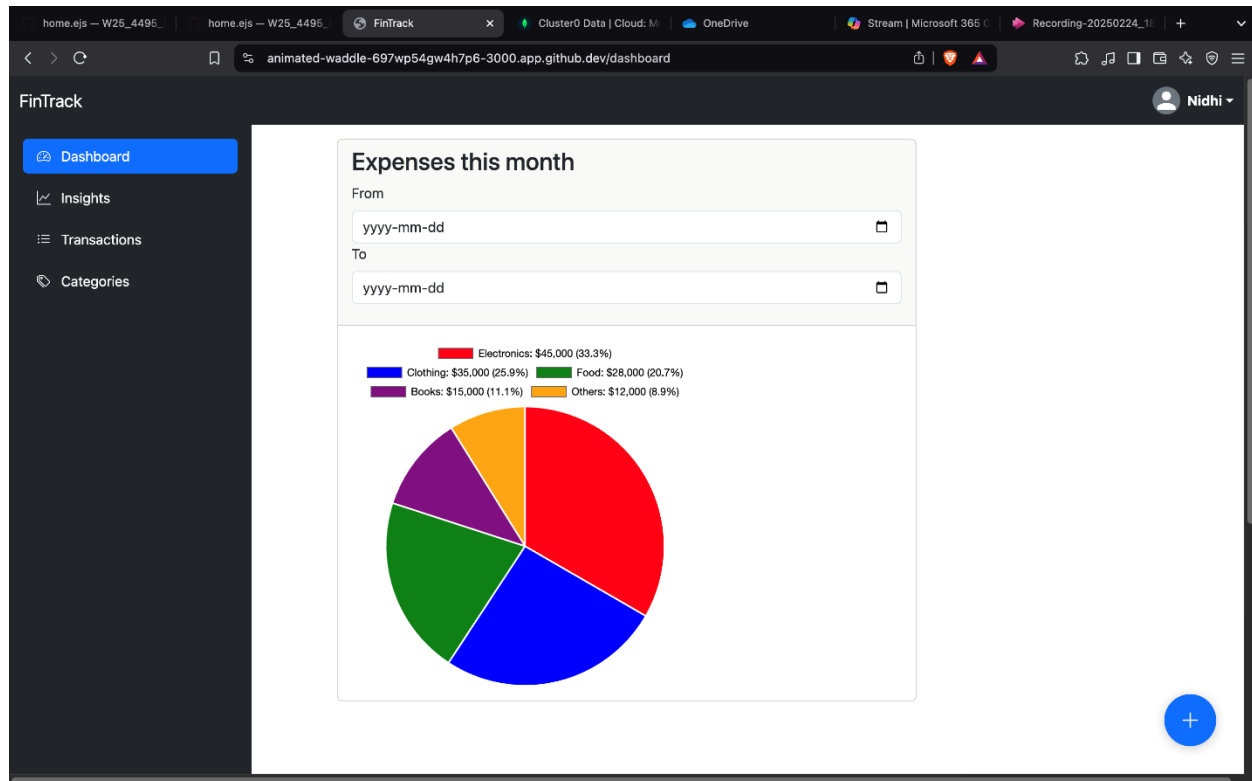 home.ejs — W25_4495_ home.ejs — W25_4495_ FinTrack Cluster0 Data | Cloud: M OneDrive Stream | Microsoft 365 C Recording-20250224_18
animated-waddle-697wp54gw4h7p6-3000.app.github.dev/dashboard
FinTrack
Nidhi
Dashboard
Insights
Transactions
Categories
Expenses this month
From
yyyy-mm-dd
To
yyyy-mm-dd
Electronics: $45,000 (33.3%)
Clothing: $35,000 (25.9%) Food: $28,000 (20.7%)
Books: $15,000 (11.1%) Others: $12,000 (8.9%)